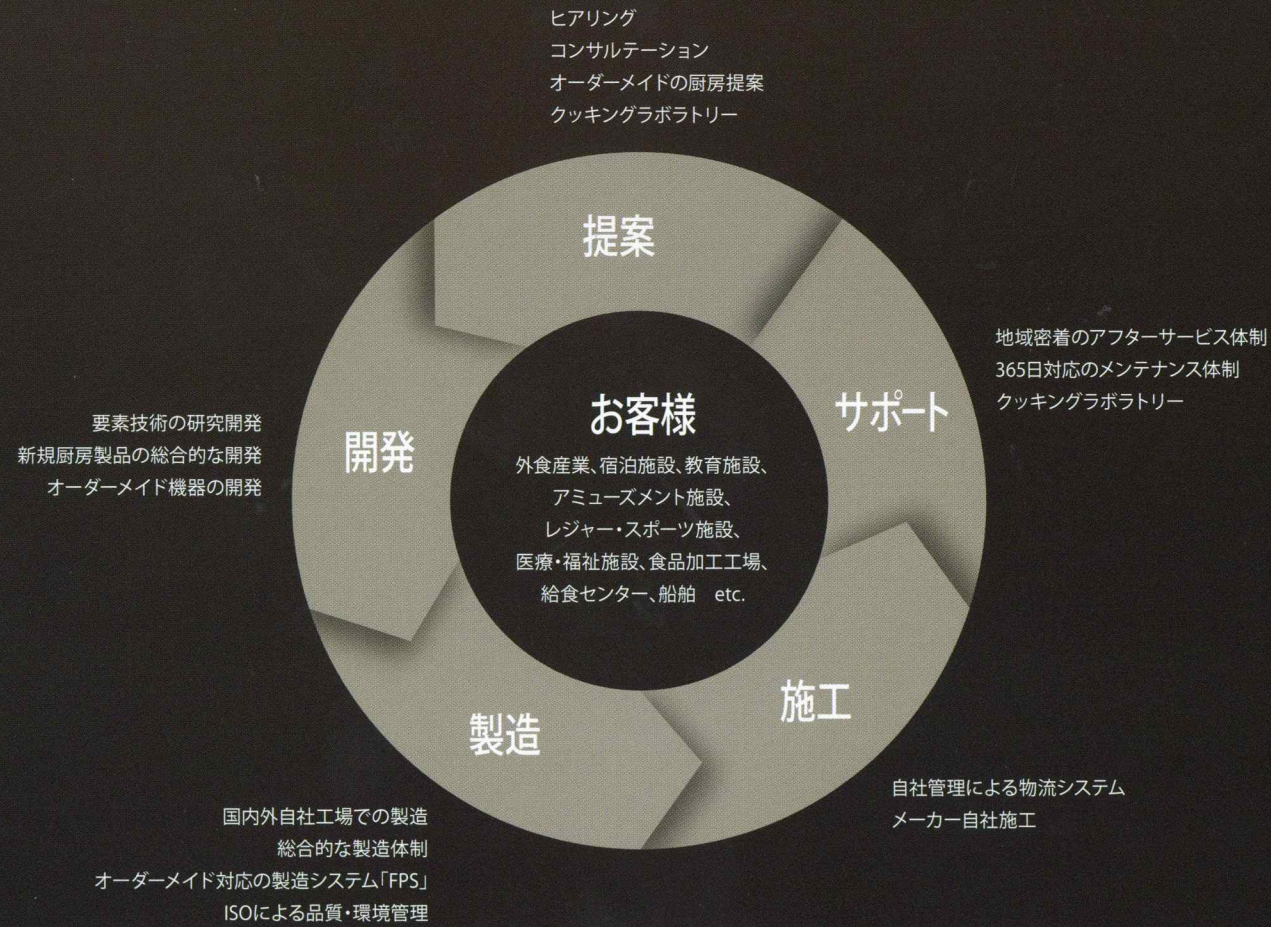 ヒアリング
コンサルテーション
オーダーメイドの厨房提案
クッキングラボラトリー
提案
地域密着のアフターサービス体制
365日対応のメンテナンス体制
クッキングラボラトリー
サポート
お客様
外食産業、宿泊施設、教育施設、
アミューズメント施設、
レジャー・スポーツ施設、
医療・福祉施設、食品加工工場、
給食センター、船舶　etc.
要素技術の研究開発
新規厨房製品の総合的な開発
オーダーメイド機器の開発
開発
製造
国内外自社工場での製造
総合的な製造体制
オーダーメイド対応の製造システム「FPS」
ISOによる品質・環境管理
施工
自社管理による物流システム
メーカー自社施工